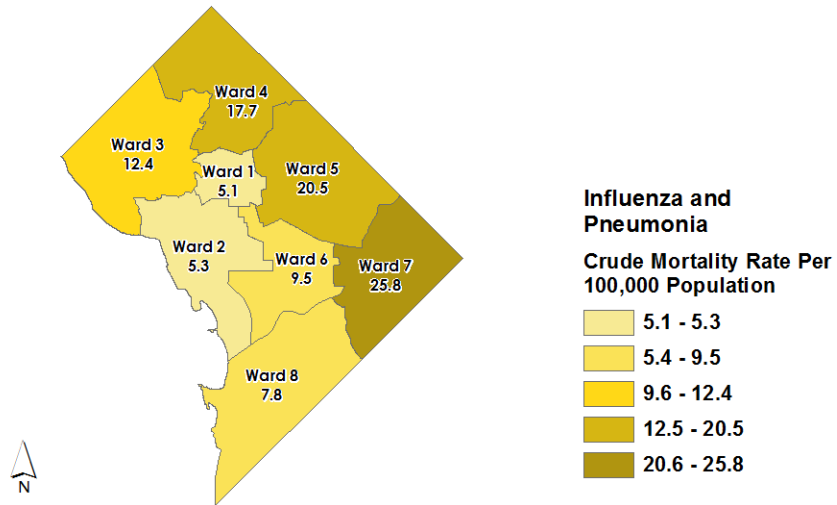 Ward 4
17.7
Ward 3
12.4
Ward 1
5.1
Ward 5
20.5
Ward 2
5.3
Ward 6
9.5
Ward 7
25.8
Ward 8
7.8
N
Influenza and
Pneumonia
Crude Mortality Rate Per
100,000 Population
5.1 - 5.3
5.4 - 9.5
9.6 - 12.4
12.5 - 20.5
20.6 - 25.8